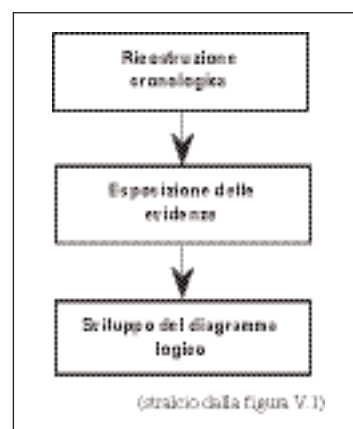 Ricostruzione
cronologica
Esposizione delle
evidenze
Sviluppo del diagramma
logico
(stralcio dalla figura V.1)